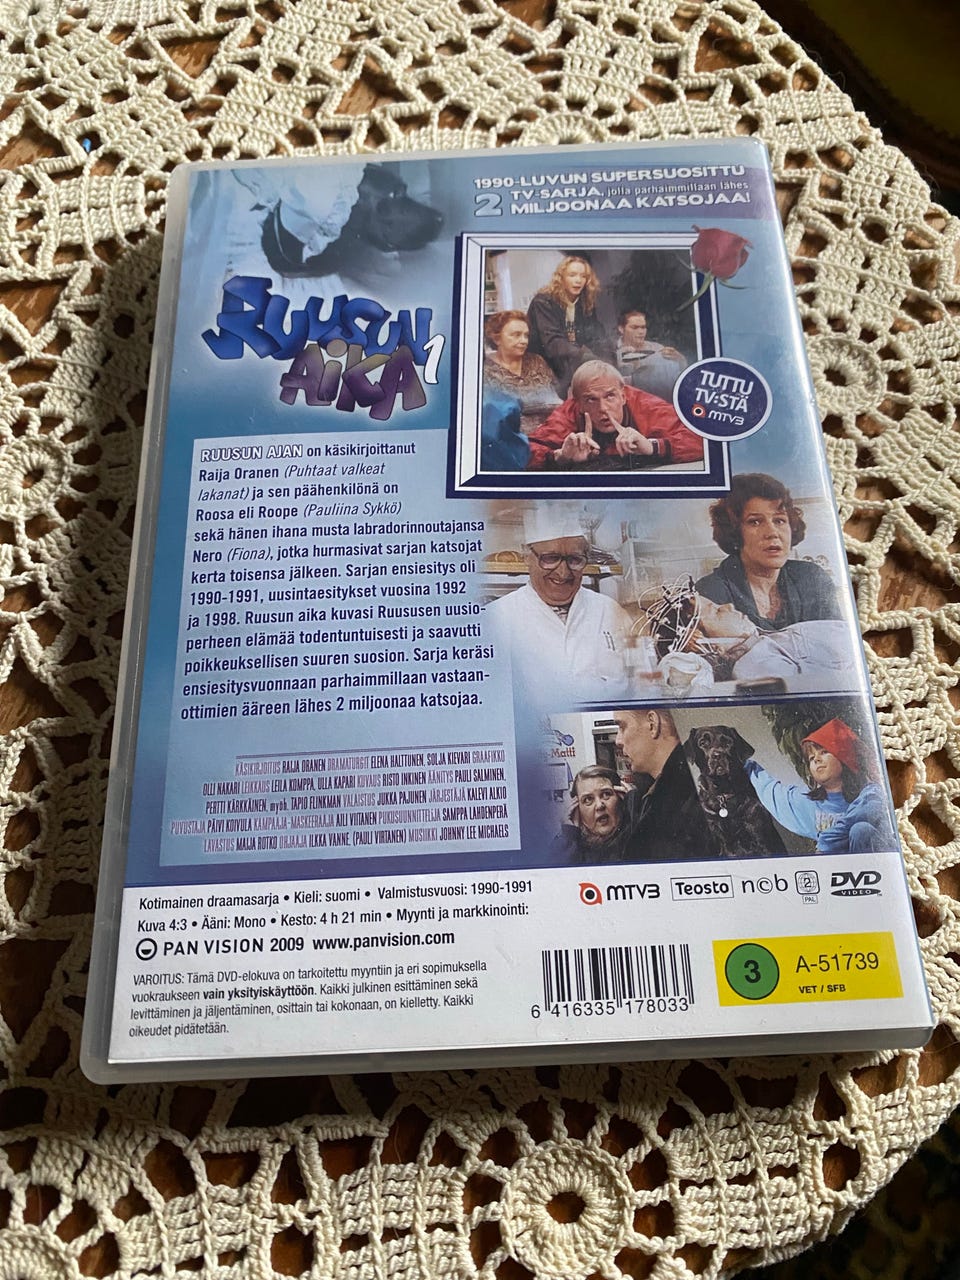 1990-LUVUN SUPERSUOSITTU
TV-SARJA, jolla parhaimmillaan lähes
2 MILJOONAA KATSOJAA!
RUUSUN
AIKA 1
TUTTU
TV:STÄ
MTV3
RUUSUN AJAN on käsikirjoittanut
Raija Oranen (Puhtaat valkeat
lakanat) ja sen päähenkilönä on
Roosa eli Roope (Pauliina Sykkö)
sekä hänen ihana musta labradorinnoutajansa
Nero (Fiona), jotka hurmasivat sarjan katsojat
kerta toisensa jälkeen. Sarjan ensiesitys oli
1990-1991, uusintaesitykset vuosina 1992
ja 1998. Ruusun aika kuvasi Ruususen uusio-
perheen elämää todentuntuisesti ja saavutti
poikkeuksellisen suuren suosion. Sarja keräsi
ensiesitysvuonnaan parhaimmillaan vastaan-
ottimien ääreen lähes 2 miljoonaa katsojaa.
KÄSIKIRJOITUS RAIJA ORANEN DRAMATURGIT ELENA HALTTUNEN, SOLJA KIEVARI GRAAFIKKO
OLLI NAKARI LEIKKAUS LEILA KOMPPA, ULLA KAPARI KUVAUS RISTO INKINEN ÄÄNITYS PAULI SALMINEN,
PERTTI KÄRKKÄINEN, myöh. TAPIO FLINKMAN VALAISTUS JUKKA PAJUNEN JÄRJESTÄJÄ KALEVI ALKIO
PUVUSTAJA PÄIVI KOIVULA KAMPAAJA-MASKEERAAJA AILI VIITANEN PUKUSUUNNITTELIJA SAMPPA LAHDENPERÄ
LAVASTUS MAIJA ROTKO OHJAAJA ILKKA VANNE, (PAULI VIRTANEN) MUSIIKKI JOHNNY LEE MICHAELS
-Matti
Kotimainen draamasarja • Kieli: suomi • Valmistusvuosi: 1990-1991
Kuva 4:3 • Ääni: Mono • Kesto: 4 h 21 min • Myynti ja markkinointi:
PAN VISION 2009 www.panvision.com
MTV3 Teosto ncb 2 PAL DVD VIDEO
VAROITUS: Tämä DVD-elokuva on tarkoitettu myyntiin ja eri sopimuksella
vuokraukseen vain yksityiskäyttöön. Kaikki julkinen esittäminen sekä
levittäminen ja jäljentäminen, osittain tai kokonaan, on kielletty. Kaikki
oikeudet pidätetään.
6 416335 178033
3 A-51739
VET / SFB